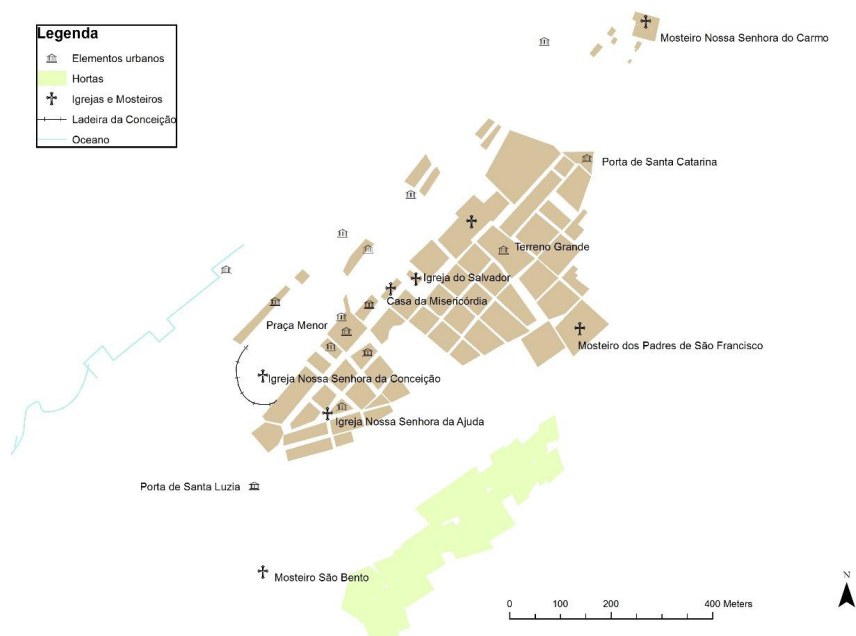 Legenda
Elementos urbanos
Hortas
Igrejas e Mosteiros
Ladeira da Conceição
Oceano
Mosteiro Nossa Senhora do Carmo
Porta de Santa Catarina
Terreno Grande
Igreja do Salvador
Casa da Misericórdia
Praça Menor
Mosteiro dos Padres de São Francisco
Igreja Nossa Senhora da Conceição
Igreja Nossa Senhora da Ajuda
Porta de Santa Luzia
Mosteiro São Bento
N
0 100 200 400 Meters